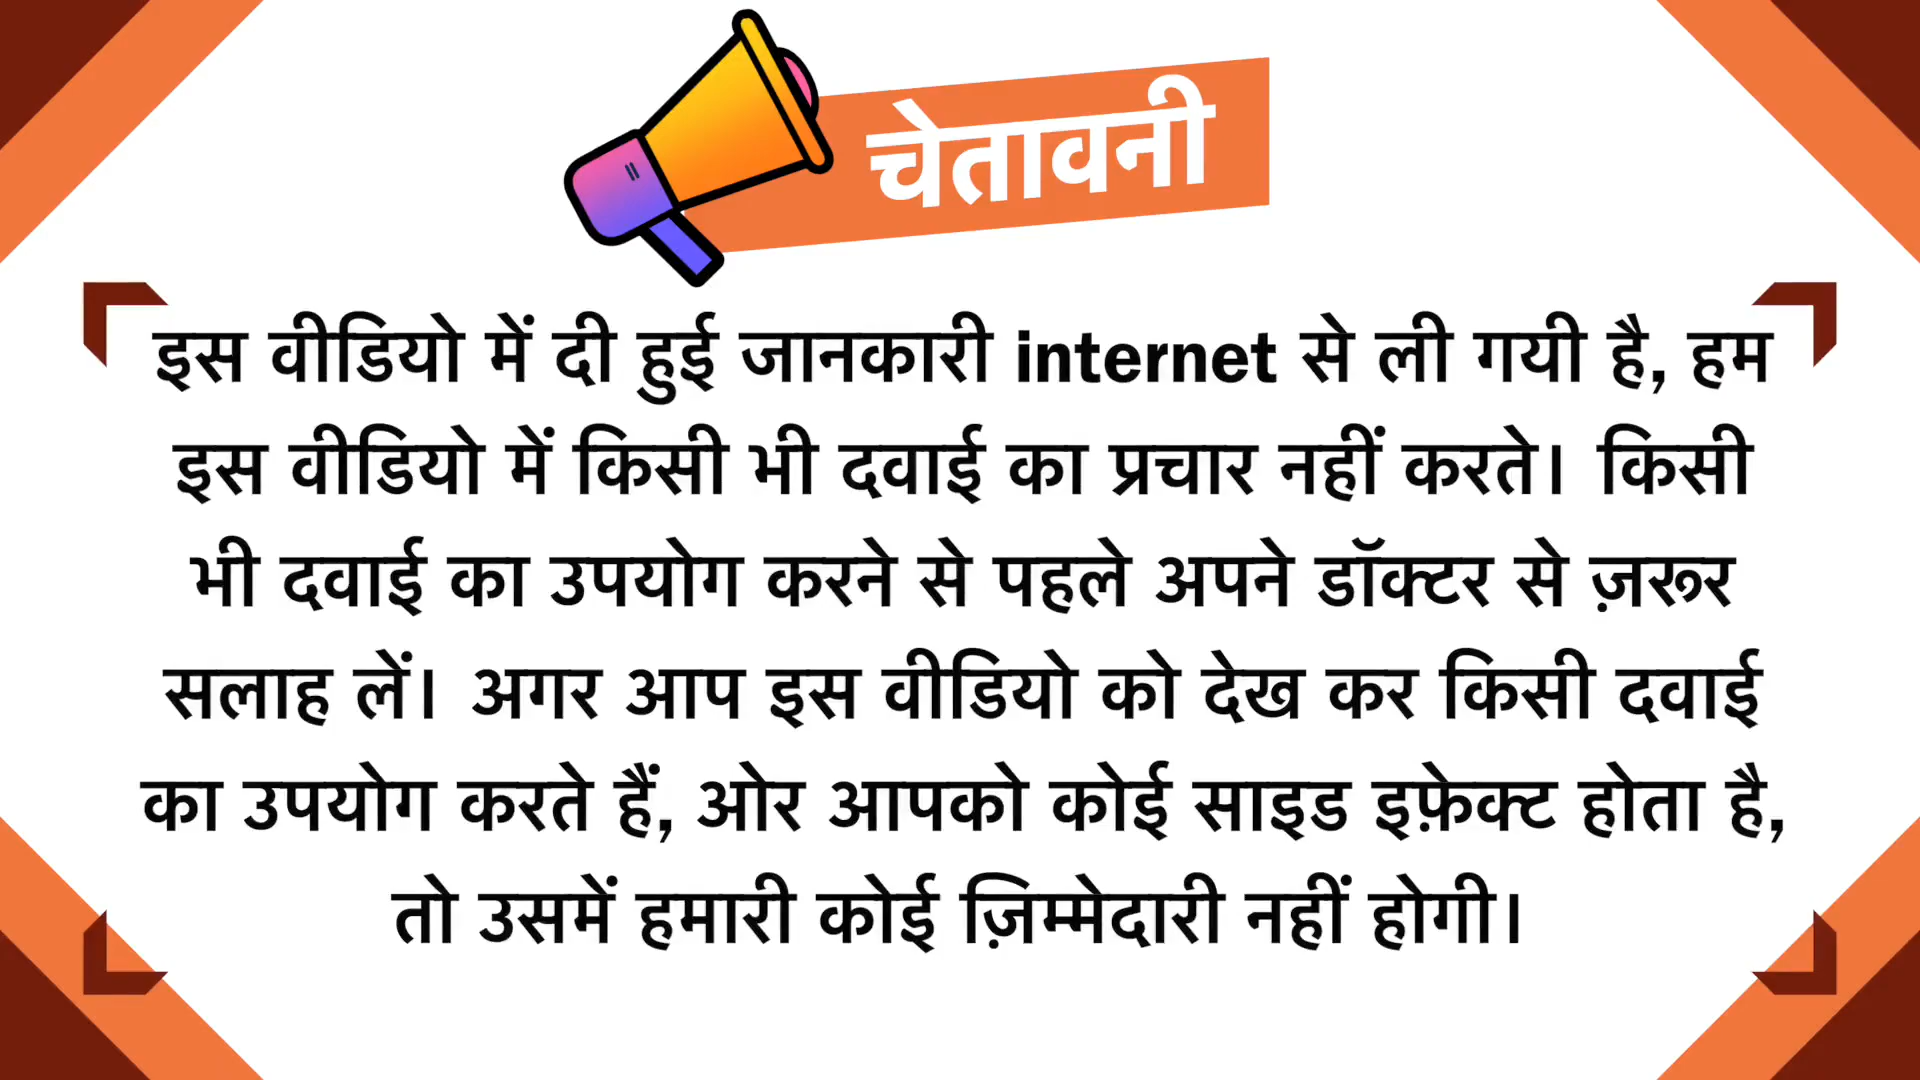 चेतावनी
इस वीडियो में दी हुई जानकारी internet से ली गयी है, हम
इस वीडियो में किसी भी दवाई का प्रचार नहीं करते। किसी
भी दवाई का उपयोग करने से पहले अपने डॉक्टर से ज़रूर
सलाह लें। अगर आप इस वीडियो को देख कर किसी दवाई
का उपयोग करते हैं, ओर आपको कोई साइड इफ़ेक्ट होता है,
तो उसमें हमारी कोई ज़िम्मेदारी नहीं होगी।